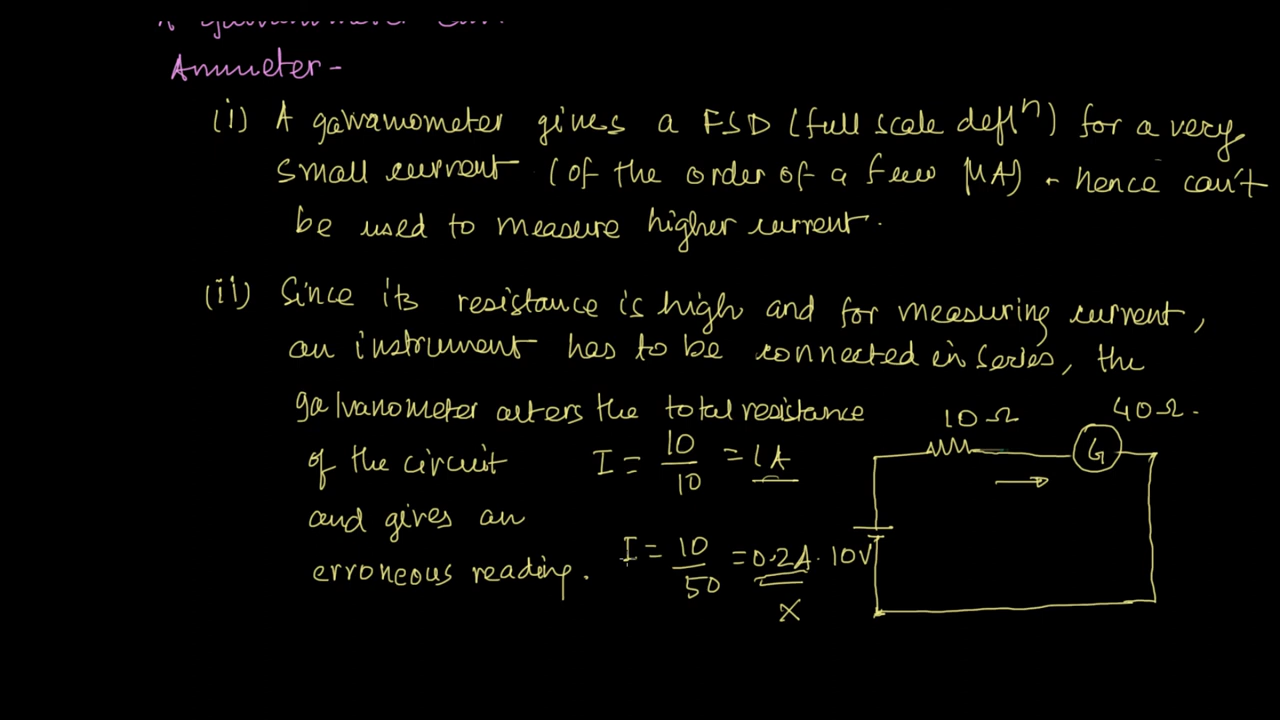 Ammeter -
(i) A galvanometer gives a FSD (full scale deflⁿ) for a very
small current (of the order of a few μA). hence can't
be used to measure higher current.
(ii) Since its resistance is high and for measuring current,
an instrument has to be connected in series, the
galvanometer alters the total resistance
of the circuit
and gives an
erroneous reading.
I = 10/10 = 1A
I = 10/50 = 0.2A.
X
10Ω
40Ω.
G
10V